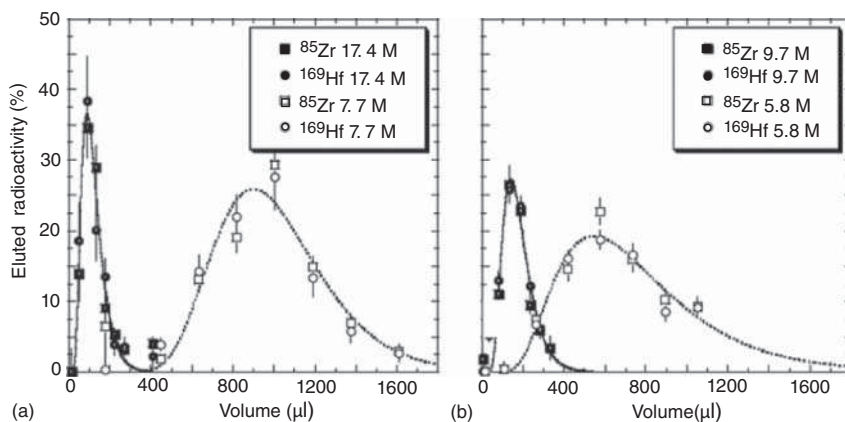 50
40
30
20
10
0
Eluted radioactivity (%)
⁸⁵Zr 17. 4 M
¹⁶⁹Hf 17. 4 M
⁸⁵Zr 7. 7 M
¹⁶⁹Hf 7. 7 M
0 400 800 1200 1600
(a) Volume (μl)
⁸⁵Zr 9.7 M
¹⁶⁹Hf 9.7 M
⁸⁵Zr 5.8 M
¹⁶⁹Hf 5.8 M
0 400 800 1200 1600
(b) Volume(μl)